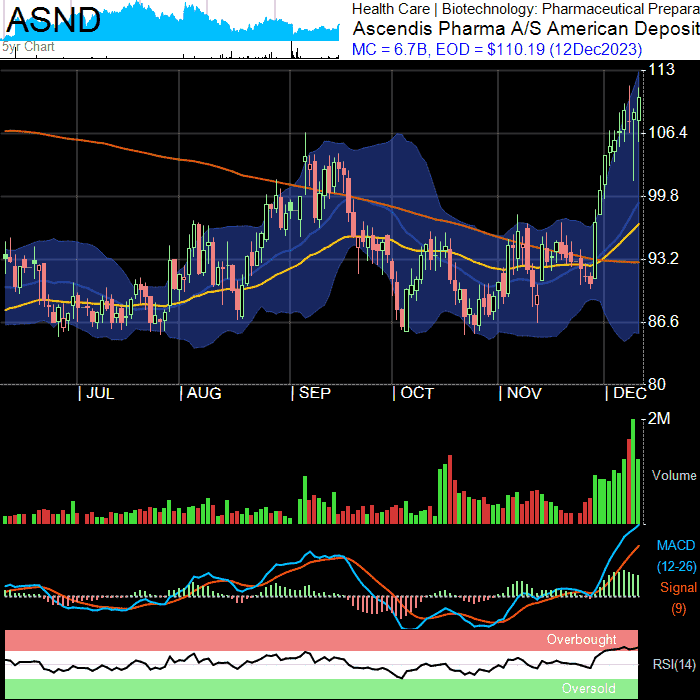 ASND
5yr Chart
Health Care | Biotechnology: Pharmaceutical Prepara
Ascendis Pharma A/S American Deposit
MC = 6.7B, EOD = $110.19 (12Dec2023)
113
106.4
99.8
93.2
86.6
80
| JUL | AUG | SEP | OCT | NOV | DEC
2M
Volume
MACD
(12-26)
Signal
(9)
Overbought
RSI(14)
Oversold